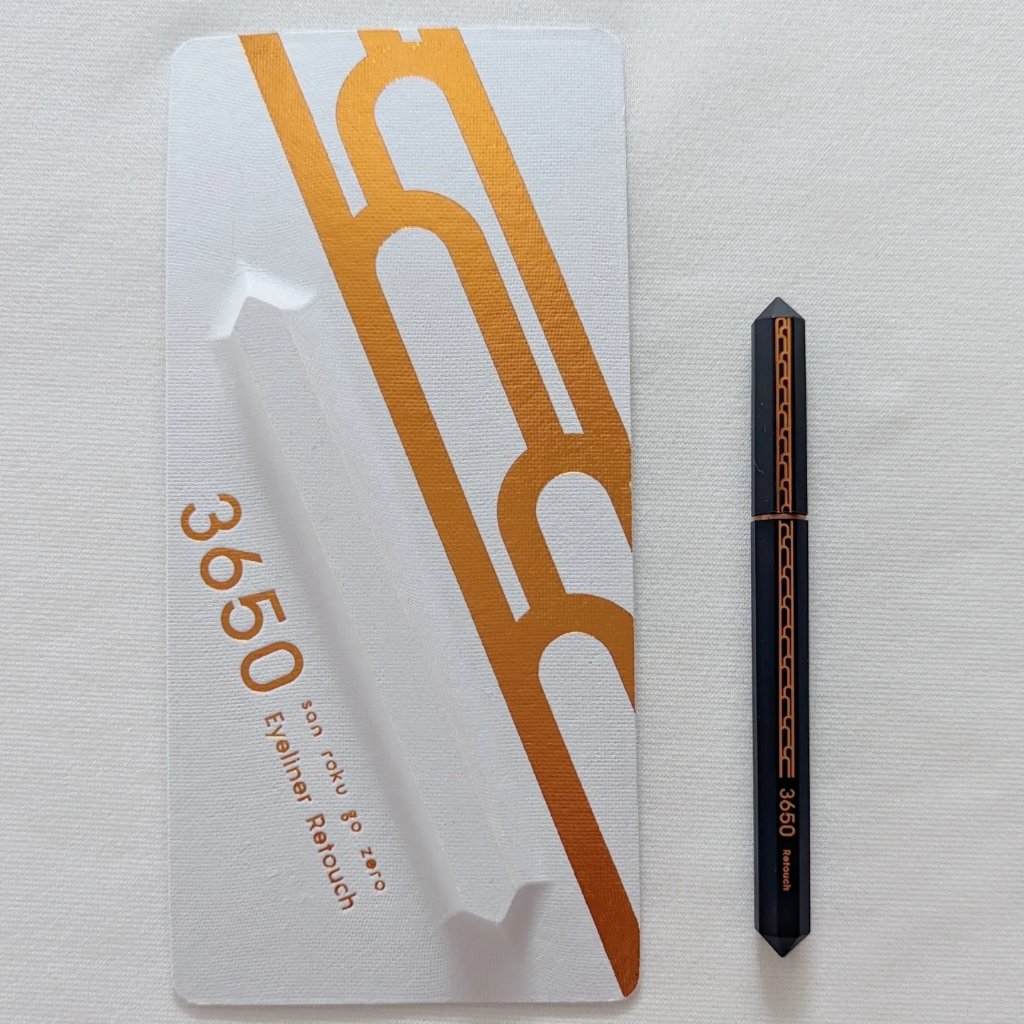 3650
san roku go zero
Eyeliner Retouch
3650
Retouch